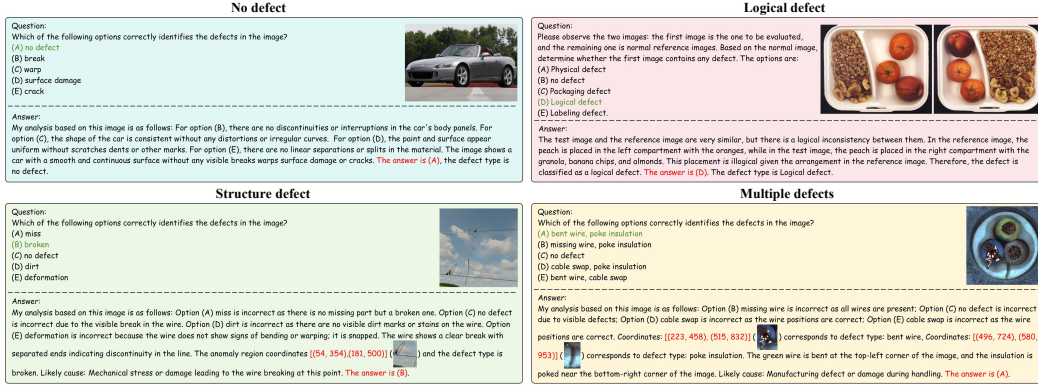 No defect
Question:
Which of the following options correctly identifies the defects in the image?
(A) no defect
(B) break
(C) warp
(D) surface damage
(E) crack
Answer:
My analysis based on this image is as follows: For option (B), there are no discontinuities or interruptions in the car's body panels. For
option (C), the shape of the car is consistent without any distortions or irregular curves. For option (D), the paint and surface appear
uniform without scratches dents or other marks. For option (E), there are no linear separations or splits in the material. The image shows a
car with a smooth and continuous surface without any visible breaks warps surface damage or cracks. The answer is (A), the defect type is
no defect.
Logical defect
Question:
Please observe the two images: the first image is the one to be evaluated,
and the remaining one is normal reference images. Based on the normal image,
determine whether the first image contains any defect. The options are:
(A) Physical defect
(B) no defect
(C) Packaging defect
(D) Logical defect
(E) Labeling defect.
Answer:
The test image and the reference image are very similar, but there is a logical inconsistency between them. In the reference image, the
peach is placed in the left compartment with the oranges, while in the test image, the peach is placed in the right compartment with the
granola, banana chips, and almonds. This placement is illogical given the arrangement in the reference image. Therefore, the defect is
classified as a logical defect. The answer is (D). The defect type is Logical defect.
Structure defect
Question:
Which of the following options correctly identifies the defects in the image?
(A) miss
(B) broken
(C) no defect
(D) dirt
(E) deformation
Answer:
My analysis based on this image is as follows: Option (A) miss is incorrect as there is no missing part but a broken one. Option (C) no defect
is incorrect due to the visible break in the wire. Option (D) dirt is incorrect as there are no visible dirt marks or stains on the wire. Option
(E) deformation is incorrect because the wire does not show signs of bending or warping; it is snapped. The wire shows a clear break with
separated ends indicating discontinuity in the line. The anomaly region coordinates [(54, 354),(181, 500)] ( ) and the defect type is
broken. Likely cause: Mechanical stress or damage leading to the wire breaking at this point. The answer is (B).
Multiple defects
Question:
Which of the following options correctly identifies the defects in the image?
(A) bent wire, poke insulation
(B) missing wire, poke insulation
(C) no defect
(D) cable swap, poke insulation
(E) bent wire, cable swap
Answer:
My analysis based on this image is as follows: Option (B) missing wire is incorrect as all wires are present; Option (C) no defect is incorrect
due to visible defects; Option (D) cable swap is incorrect as the wire positions are correct; Option (E) cable swap is incorrect as the wire
positions are correct. Coordinates: [(223, 458), (515, 832)] ( ) corresponds to defect type: bent wire, Coordinates: [(496, 724), (580,
953)] ( ) corresponds to defect type: poke insulation. The green wire is bent at the top-left corner of the image, and the insulation is
poked near the bottom-right corner of the image. Likely cause: Manufacturing defect or damage during handling. The answer is (A).